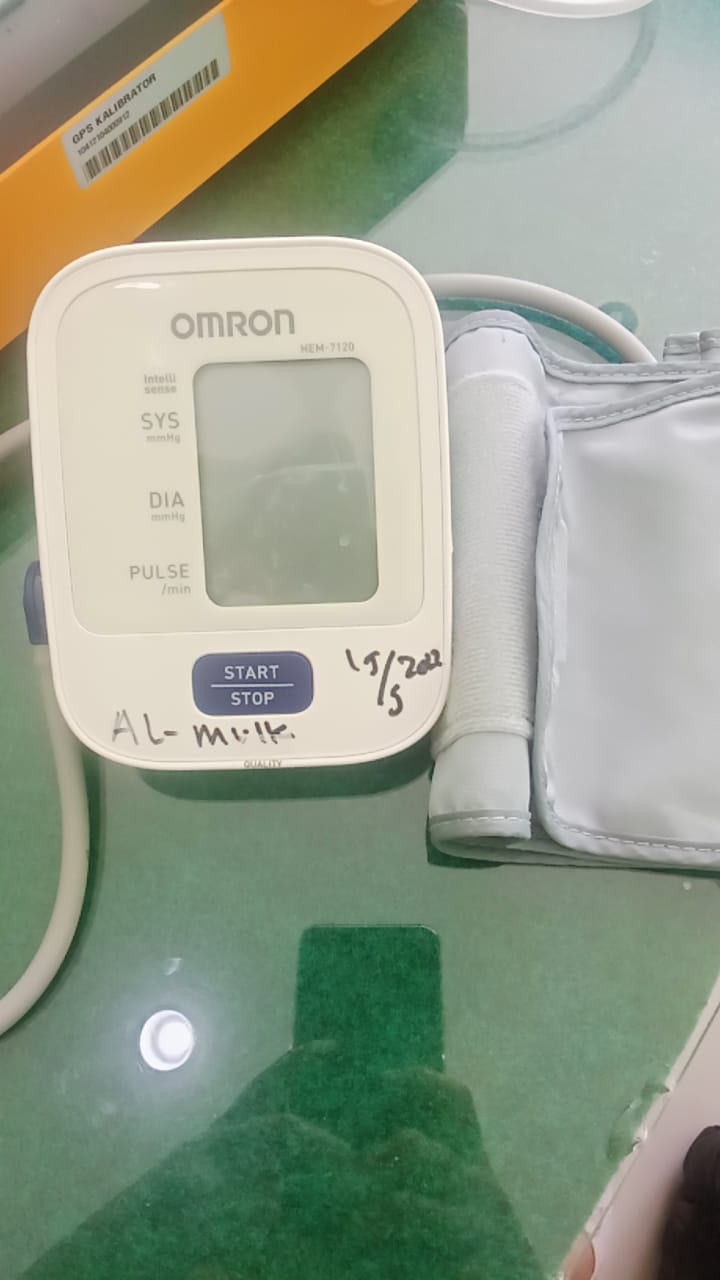 GPS KALIBRATOR
OMRON
HEM-7120
Intelli
sense
SYS
mmHg
DIA
mmHg
PULSE
/min
START
STOP
15/2022
5
AL-Mulk
QUALITY